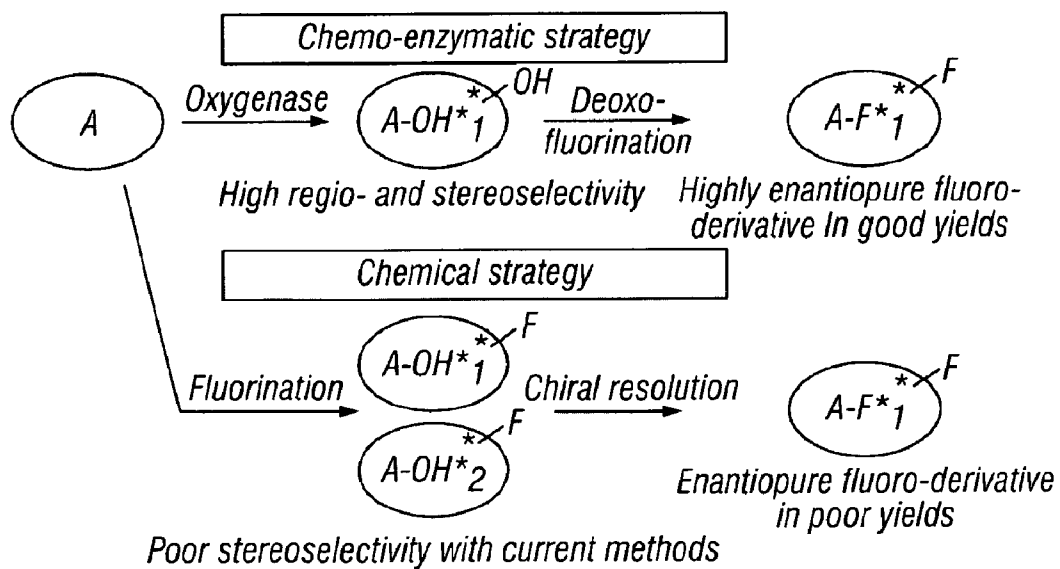 Chemo-enzymatic strategy
A
Oxygenase
A-OH*1
* OH
Deoxo-
fluorination
A-F*1
* F
High regio- and stereoselectivity
Highly enantiopure fluoro-
derivative In good yields
Chemical strategy
Fluorination
A-OH*1
* F
A-OH*2
* F
Chiral resolution
A-F*1
* F
Poor stereoselectivity with current methods
Enantiopure fluoro-derivative
in poor yields